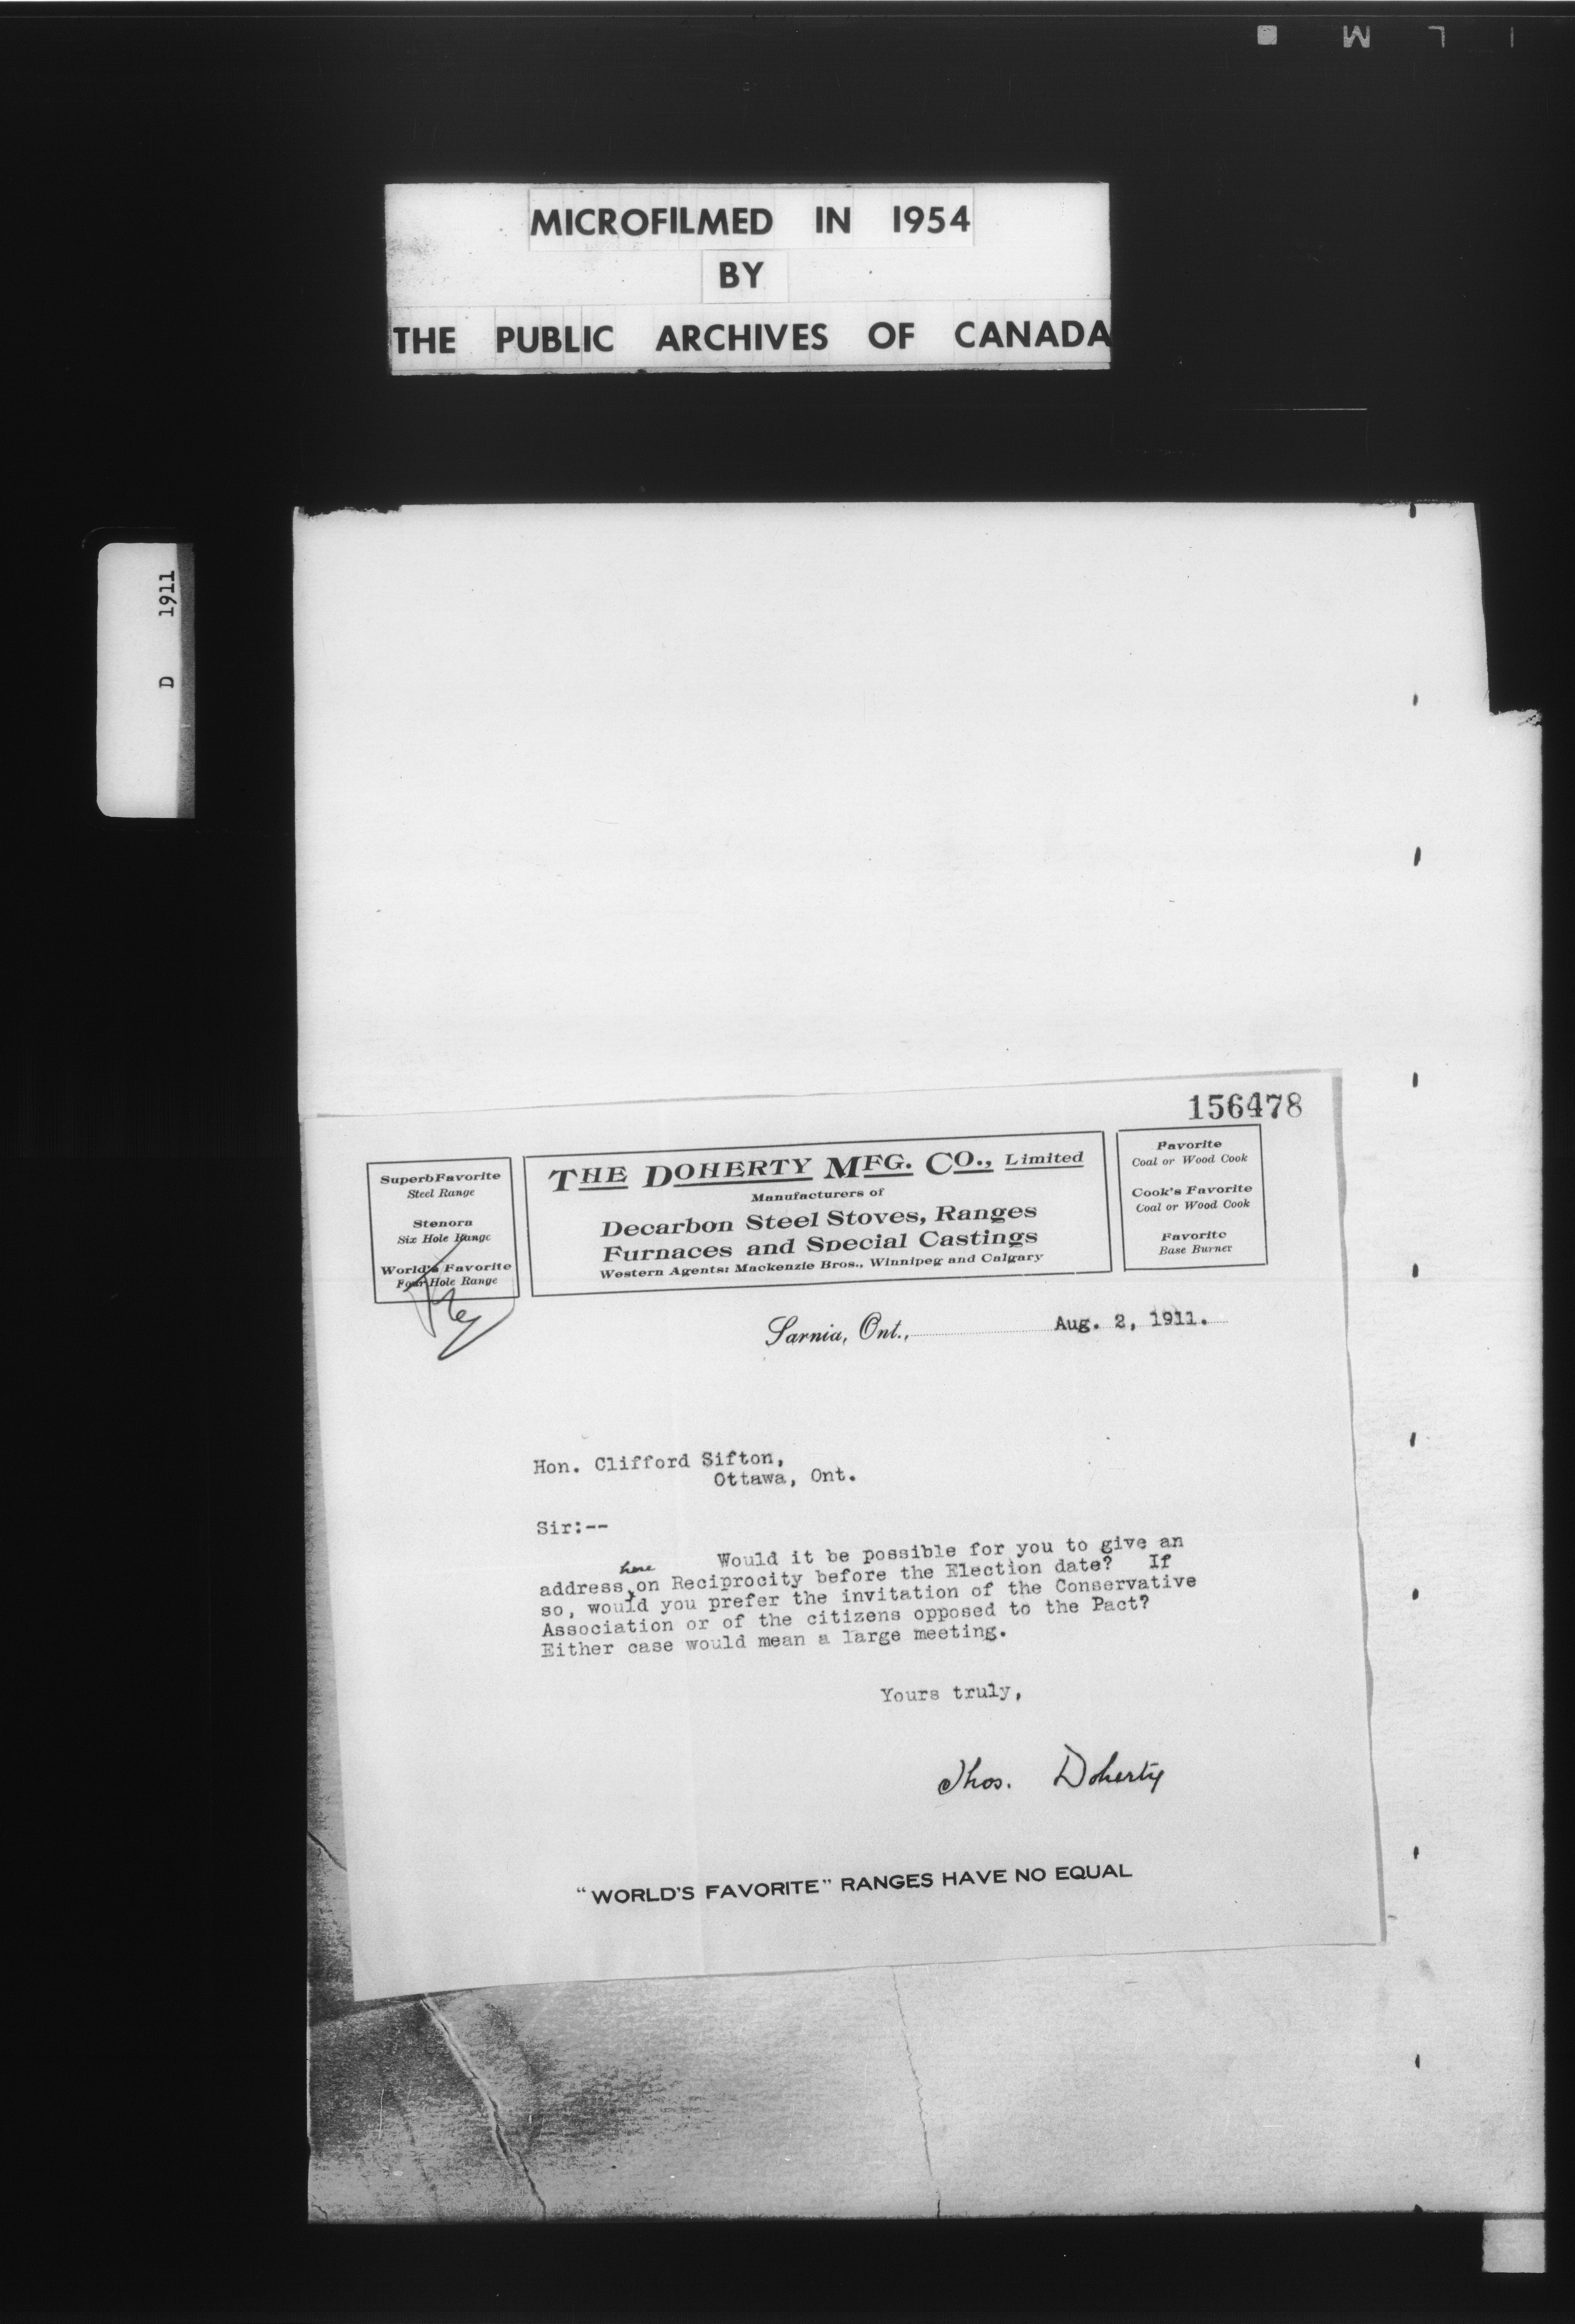 MICROFILMED IN 1954
BY
THE PUBLIC ARCHIVES OF CANADA
D 1911
156478
Superb Favorite
Steel Range
Stenora
Six Hole Range
World's Favorite
Four Hole Range
THE DOHERTY MFG. CO., Limited
Manufacturers of
Decarbon Steel Stoves, Ranges
Furnaces and Special Castings
Western Agents: Mackenzie Bros., Winnipeg and Calgary
Favorite
Coal or Wood Cook
Cook's Favorite
Coal or Wood Cook
Favorite
Base Burner
Sarnia, Ont., Aug. 2, 1911.
Hon. Clifford Sifton,
Ottawa, Ont.
Sir:--
Would it be possible for you to give an
here
address on Reciprocity before the Election date? If
so, would you prefer the invitation of the Conservative
Association or of the citizens opposed to the Pact?
Either case would mean a large meeting.
Yours truly,
Thos. Doherty
"WORLD'S FAVORITE" RANGES HAVE NO EQUAL